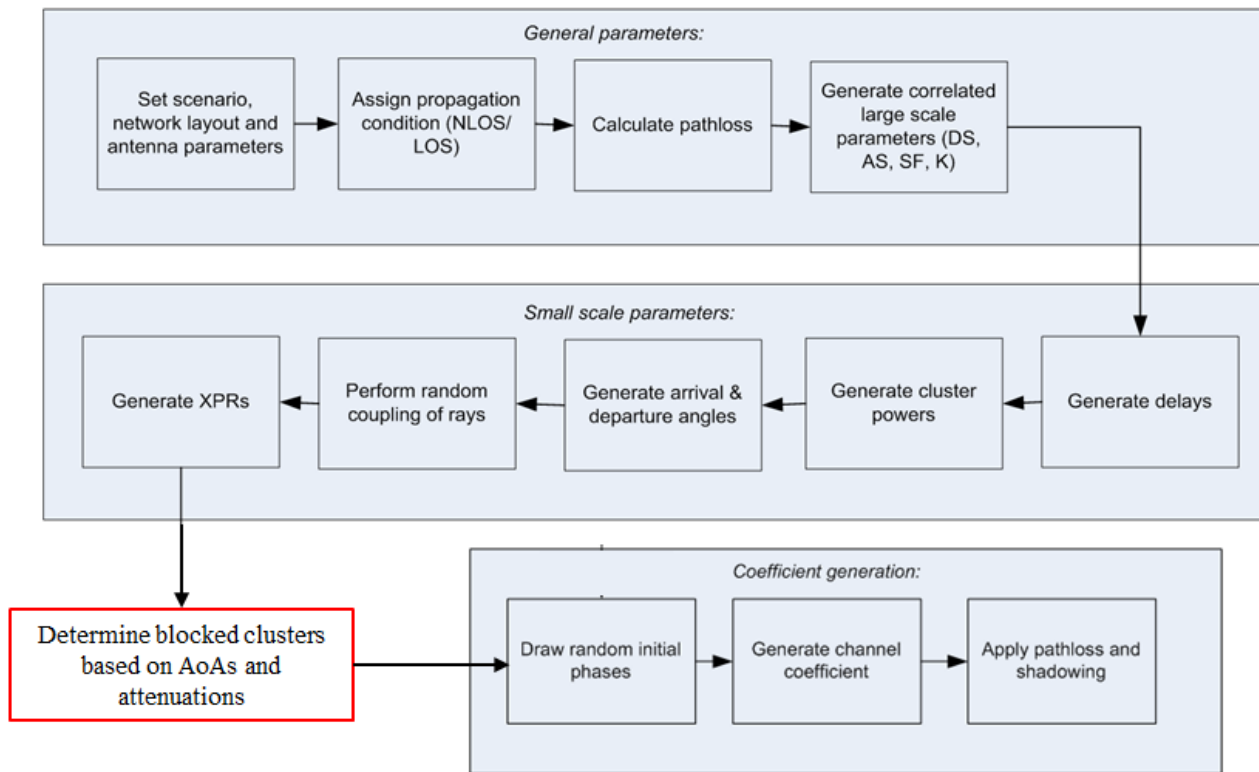 General parameters:
Set scenario,
network layout and
antenna parameters
Assign propagation
condition (NLOS/
LOS)
Calculate pathloss
Generate correlated
large scale
parameters (DS,
AS, SF, K)
Small scale parameters:
Generate XPRs
Perform random
coupling of rays
Generate arrival &
departure angles
Generate cluster
powers
Generate delays
Determine blocked clusters
based on AoAs and
attenuations
Coefficient generation:
Draw random initial
phases
Generate channel
coefficient
Apply pathloss and
shadowing